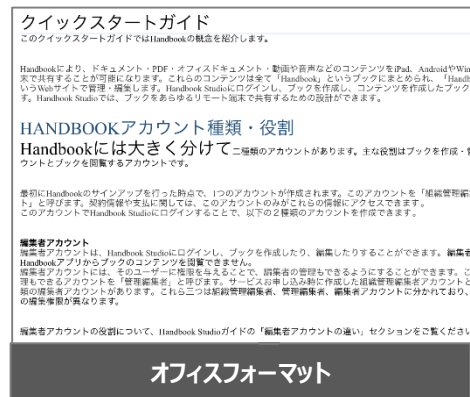 クイックスタートガイド
このクイックスタートガイドではHandbookの概念を紹介します。
Handbookにより、ドキュメント・PDF・オフィスドキュメント・動画や音声などのコンテンツをiPad、AndroidやWin
末で共有することが可能になります。これらのコンテンツは全て「Handbook」というブックにまとめられ、「Handb
いうWebサイトで管理・編集します。Handbook Studioにログインし、ブックを作成し、コンテンツを作成したブック
す。Handbook Studioでは、ブックをあらゆるリモート端末で共有するための設計ができます。
HANDBOOKアカウント種類・役割
Handbookには大きく分けて二種類のアカウントがあります。主な役割はブックを作成・管
ウントとブックを閲覧するアカウントです。
最初にHandbookのサインアップを行った時点で、1つのアカウントが作成されます。このアカウントを「組織管理編集
ト」と呼びます。契約情報や支払に関しては、このアカウントのみがこれらの情報にアクセスできます。
このアカウントでHandbook Studioにログインすることで、以下の２種類のアカウントを作成できます。
編集者アカウント
編集者アカウントは、Handbook Studioにログインし、ブックを作成したり、編集したりすることができます。編集者
Handbookアプリからブックのコンテンツを閲覧できません。
編集者アカウントには、そのユーザーに権限を与えることで、編集者の管理もできるようにすることができます。こ
理もできるアカウントを「管理編集者」と呼びます。サービスお申し込み時に作成した組織管理編集者アカウントと
類の編集者アカウントがあります。これら三つは組織管理編集者、管理編集者、編集者アカウントに分かれており、
の編集権限が異なります。
編集者アカウントの役割について、Handbook Studioガイドの「編集者アカウントの違い」セクションをご覧ください
オフィスフォーマット